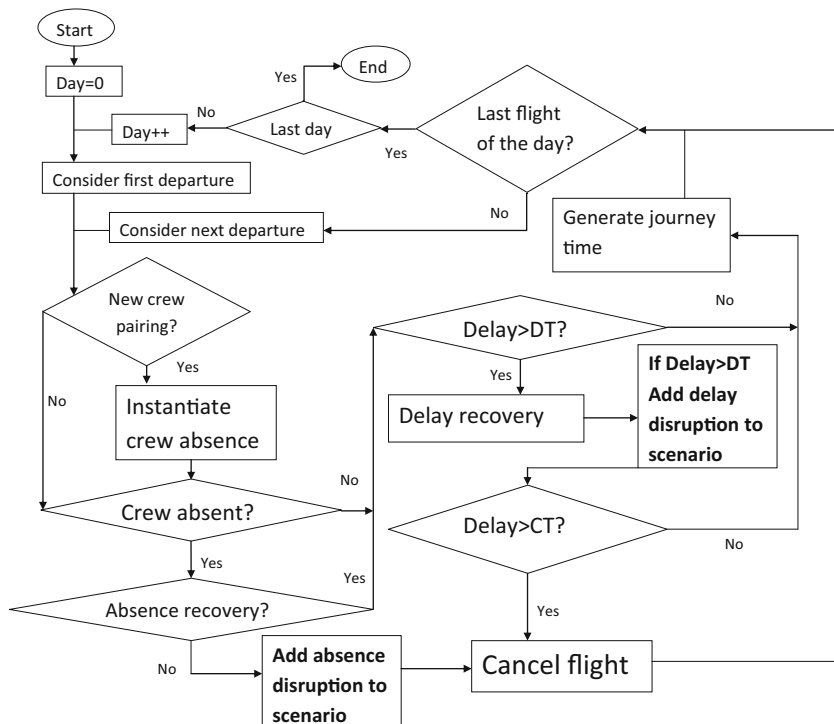 Start
Yes
End
Day=0
No
Last day
Last flight
of the day?
Day++
Yes
Consider first departure
No
Generate journey
time
Consider next departure
New crew
pairing?
Delay>DT?
No
Yes
Yes
No
Instantiate
crew absence
Delay recovery
If Delay>DT
Add delay
disruption to
scenario
No
Crew absent?
Delay>CT?
No
Yes
Yes
Absence recovery?
Yes
No
Add absence
disruption to
scenario
Cancel flight